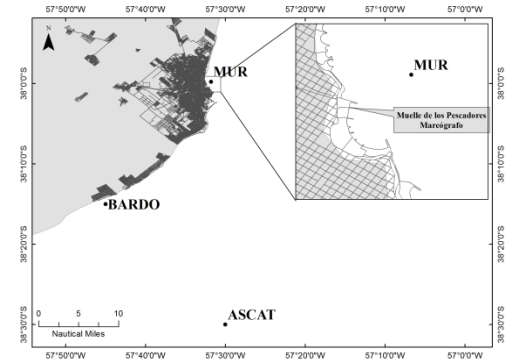 57°50'0"W 57°40'0"W 57°30'0"W 57°20'0"W 57°10'0"W 57°0'0"W
N
MUR
MUR
Muelle de los Pescadores
Mareógrafo
BARDO
ASCAT
0 5 10
Nautical Miles
38°0'0"S 38°10'0"S 38°20'0"S 38°30'0"S
38°0'0"S 38°10'0"S 38°20'0"S 38°30'0"S
57°50'0"W 57°40'0"W 57°30'0"W 57°20'0"W 57°10'0"W 57°0'0"W